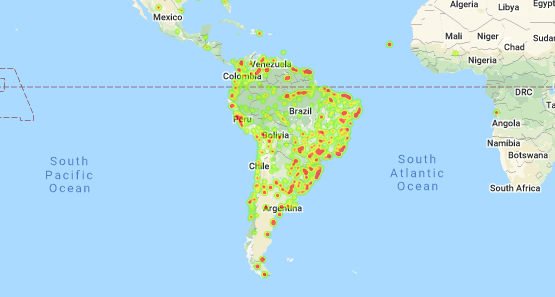 Mexico
Algeria
Libya
Egypt
Mali
Niger
Chad
Nigeria
Venezuela
Colombia
DRC
Ta
Brazil
Peru
Angola
Bolivia
Namibia
Botswana
Chile
South
Pacific
Ocean
South
Atlantic
Ocean
South Africa
Argentina